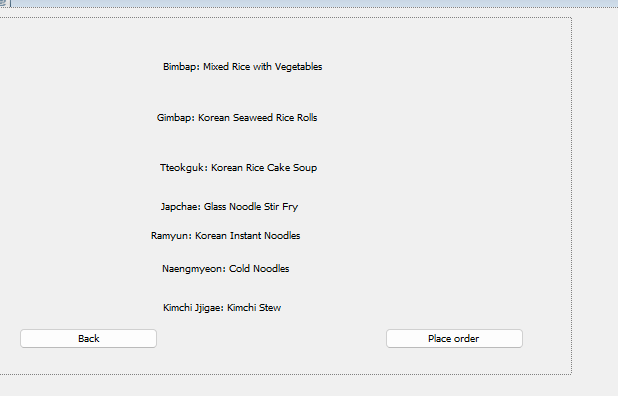 Bimbap: Mixed Rice with Vegetables
Gimbap: Korean Seaweed Rice Rolls
Tteokguk: Korean Rice Cake Soup
Japchae: Glass Noodle Stir Fry
Ramyun: Korean Instant Noodles
Naengmyeon: Cold Noodles
Kimchi Jjigae: Kimchi Stew
Back
Place order